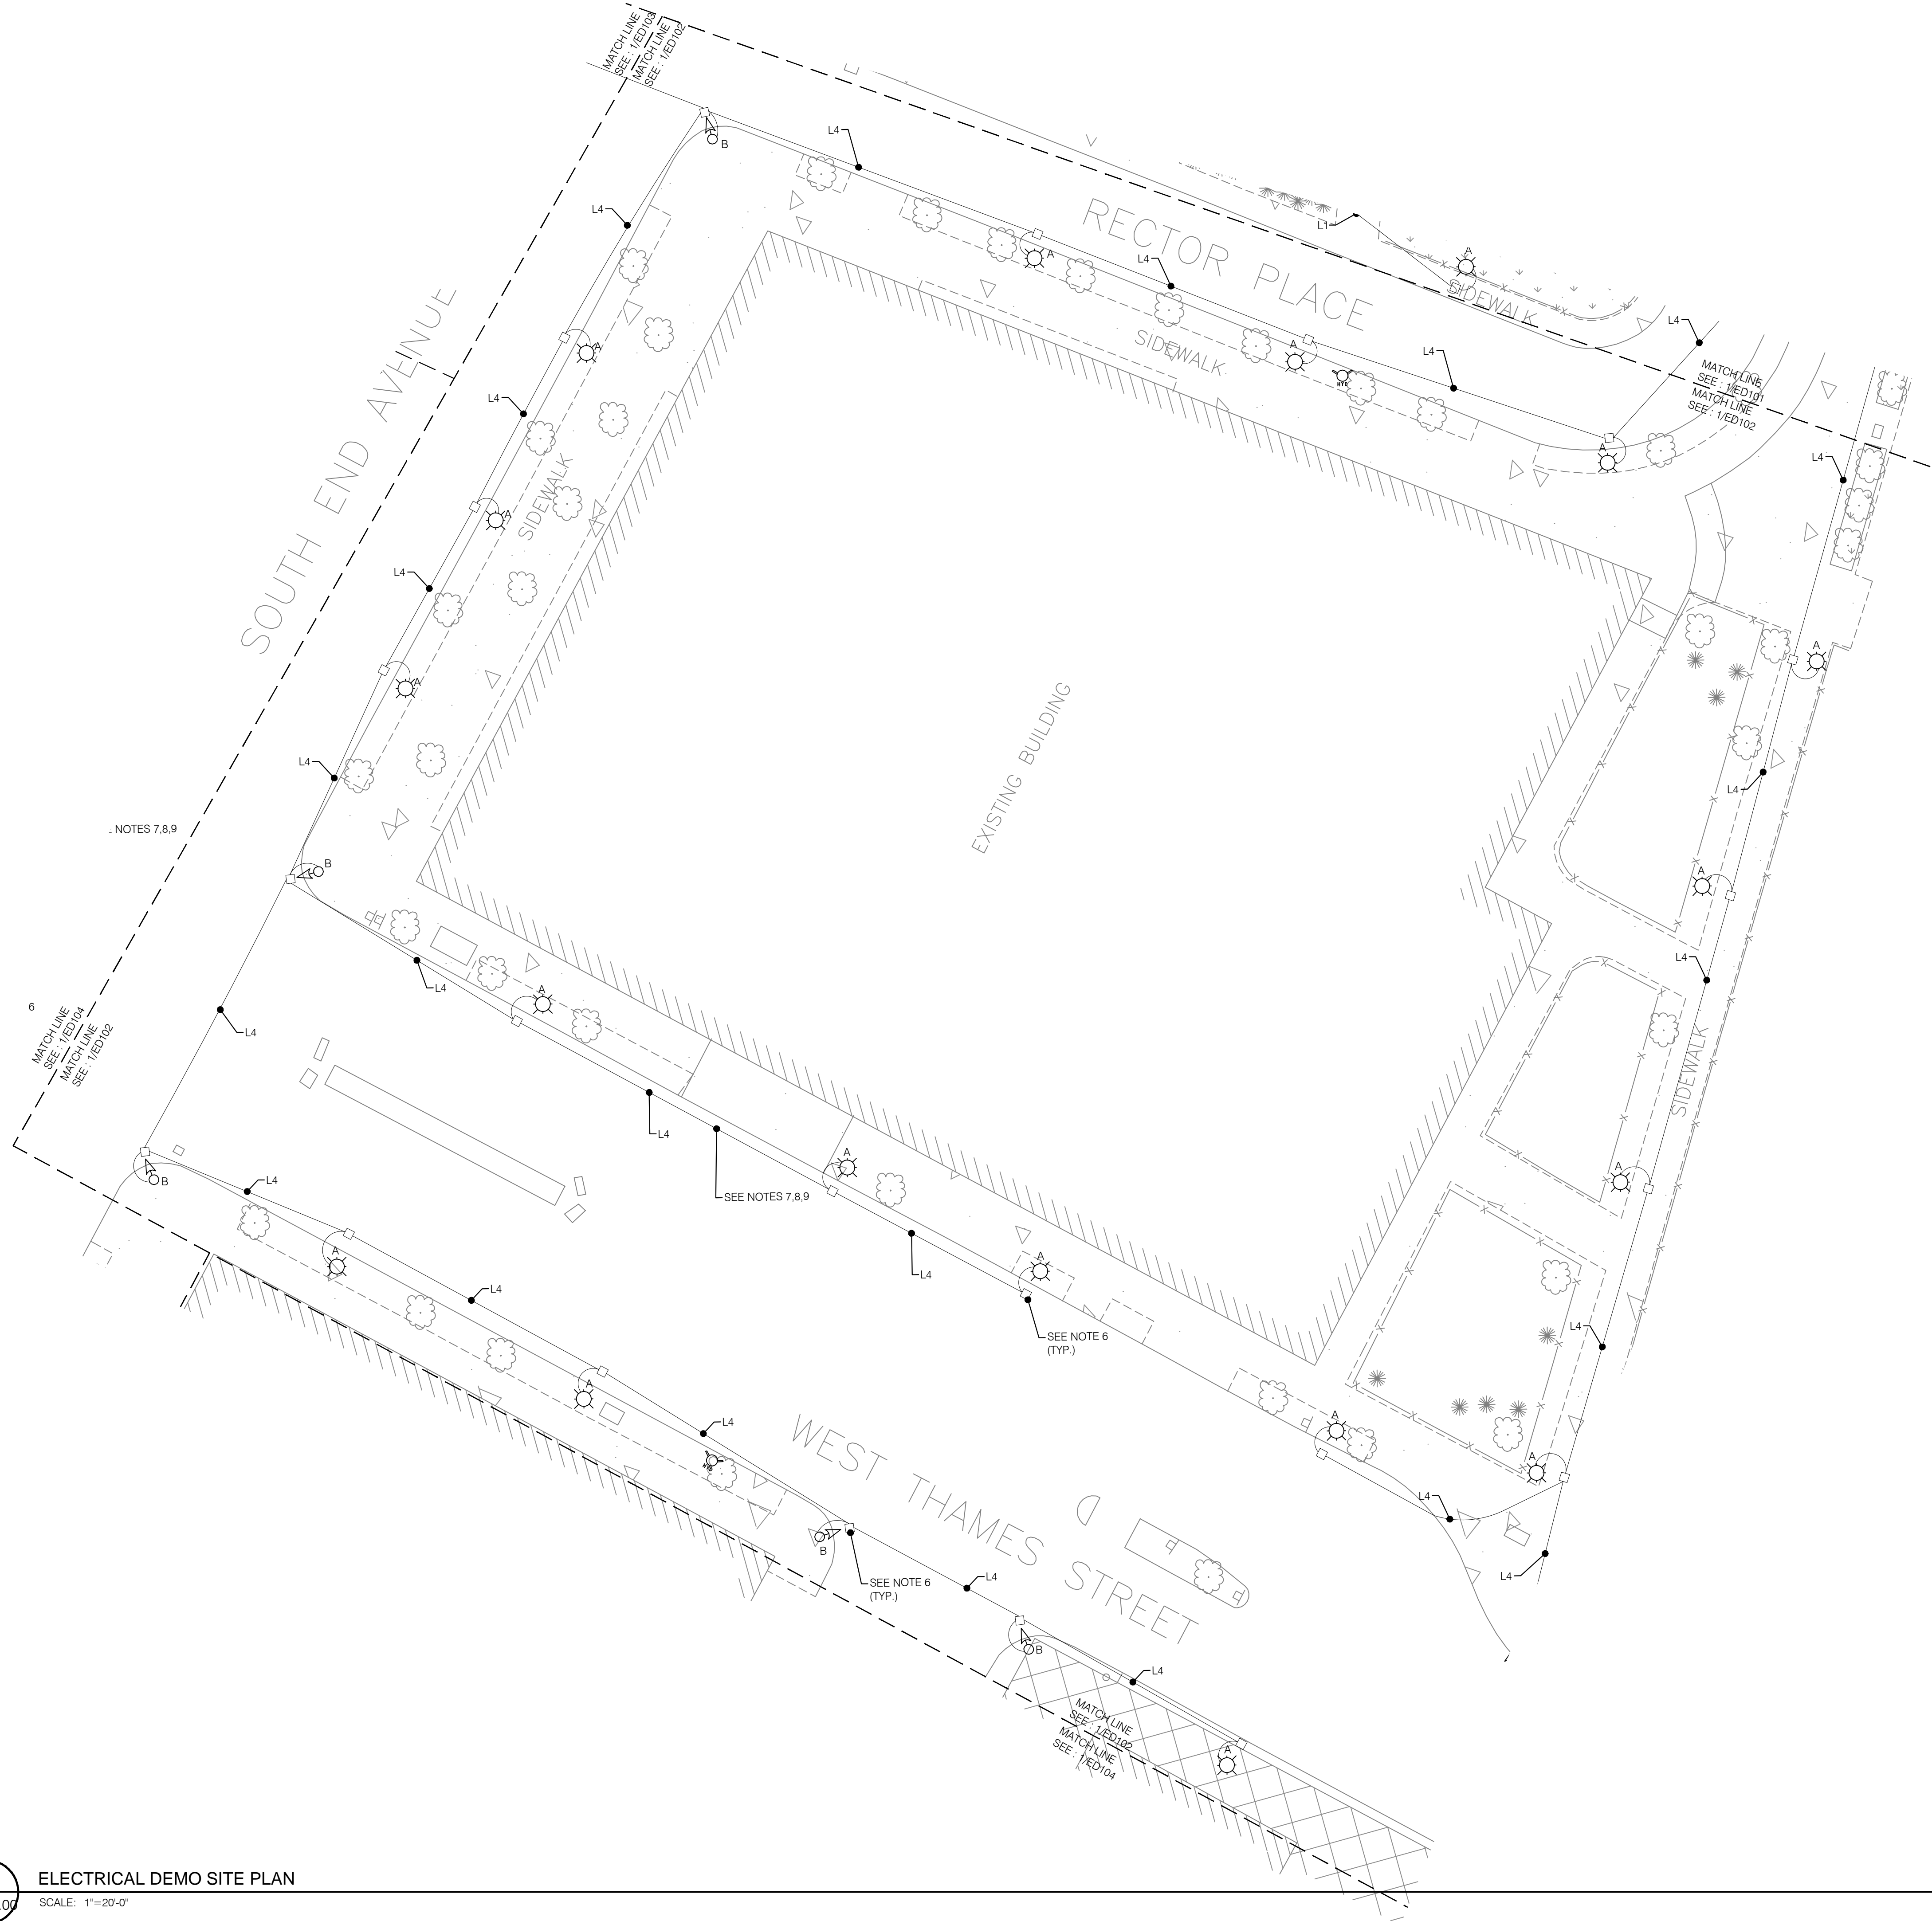 MATCH LINE
SEE : 1/ED103
MATCH LINE
SEE : 1/ED102
B
L4
L4
RECTOR PLACE
L1
A
SIDEWALK
A
L4
L4
A
L4
SIDEWALK
A
HYD
MATCH LINE
SEE : 1/ED101
MATCH LINE
SEE : 1/ED102
SOUTH END AVENUE
A
L4
A
L4
A
SIDEWALK
L4
A
A
EXISTING BUILDING
L4
L4
NOTES 7,8,9
B
A
L4
L4
A
6
MATCH LINE
SEE : 1/ED104
MATCH LINE
SEE : 1/ED102
L4
SIDEWALK
L4
B
L4
A
A
SEE NOTES 7,8,9
A
A
L4
L4
SEE NOTE 6
(TYP.)
L4
A
L4
WEST THAMES STREET
A
A
HYD
L4
B
SEE NOTE 6
(TYP.)
L4
L4
B
L4
MATCH LINE
SEE : 1/ED102
MATCH LINE
SEE : 1/ED104
A
ELECTRICAL DEMO SITE PLAN
SCALE: 1"=20'-0"
.00